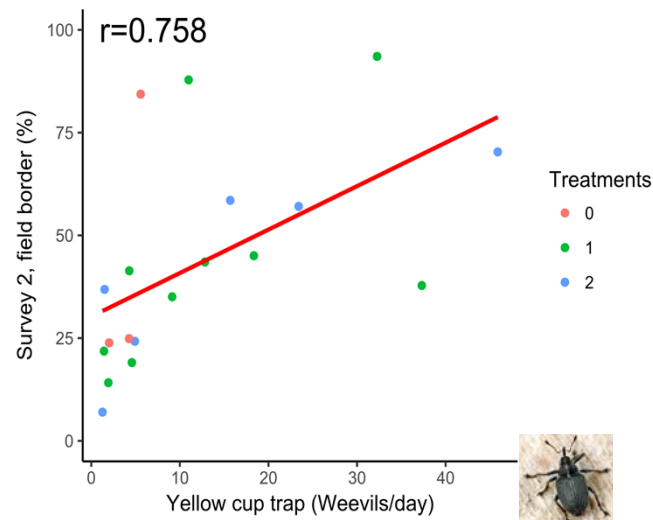 r=0.758
100
75
50
25
0
Survey 2, field border (%)
0 10 20 30 40
Yellow cup trap (Weevils/day)
Treatments
0
1
2